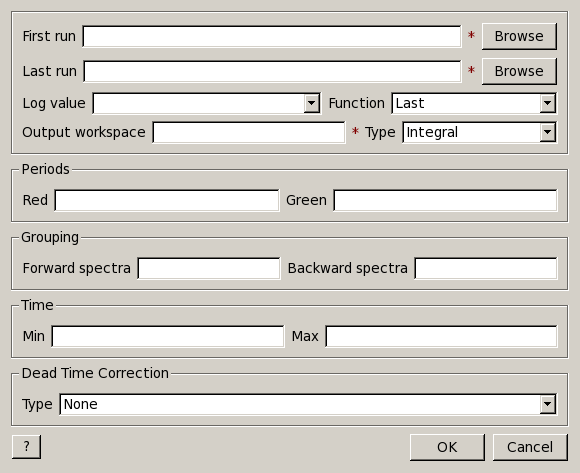 First run * Browse
Last run * Browse
Log value Function Last
Output workspace * Type Integral
Periods
Red Green
Grouping
Forward spectra Backward spectra
Time
Min Max
Dead Time Correction
Type None
? OK Cancel